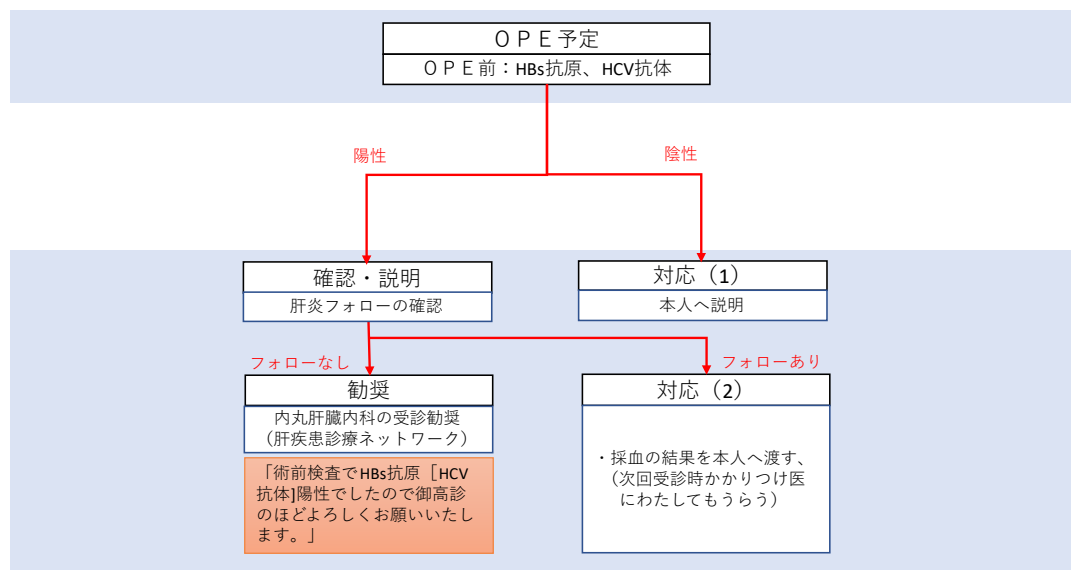 ＯＰＥ予定
ＯＰＥ前：HBs抗原、HCV抗体
陽性
陰性
確認・説明
肝炎フォローの確認
対応（1）
本人へ説明
フォローなし
フォローあり
勧奨
内丸肝臓内科の受診勧奨
（肝疾患診療ネットワーク）
「術前検査でHBs抗原［HCV
抗体]陽性でしたので御高診
のほどよろしくお願いいたし
ます。」
対応（2）
・採血の結果を本人へ渡す、
（次回受診時かかりつけ医
にわたしてもうらう）